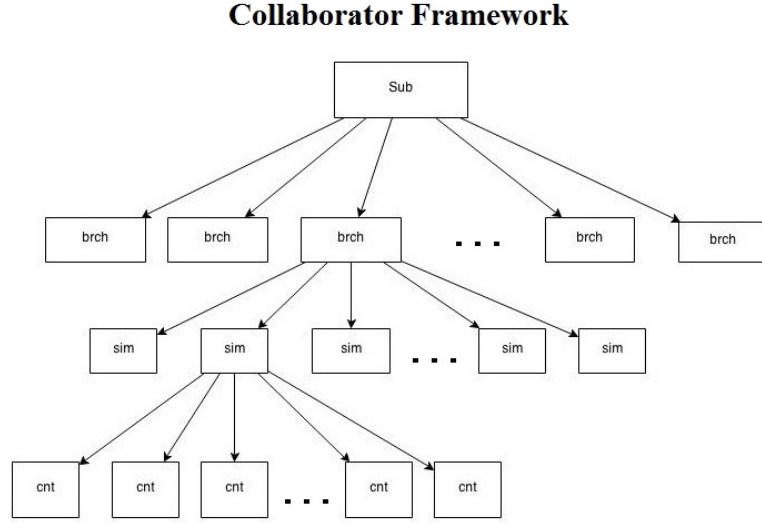 Collaborator Framework
Sub
brch brch brch ... brch brch
sim sim sim ... sim sim
cnt cnt cnt ... cnt cnt